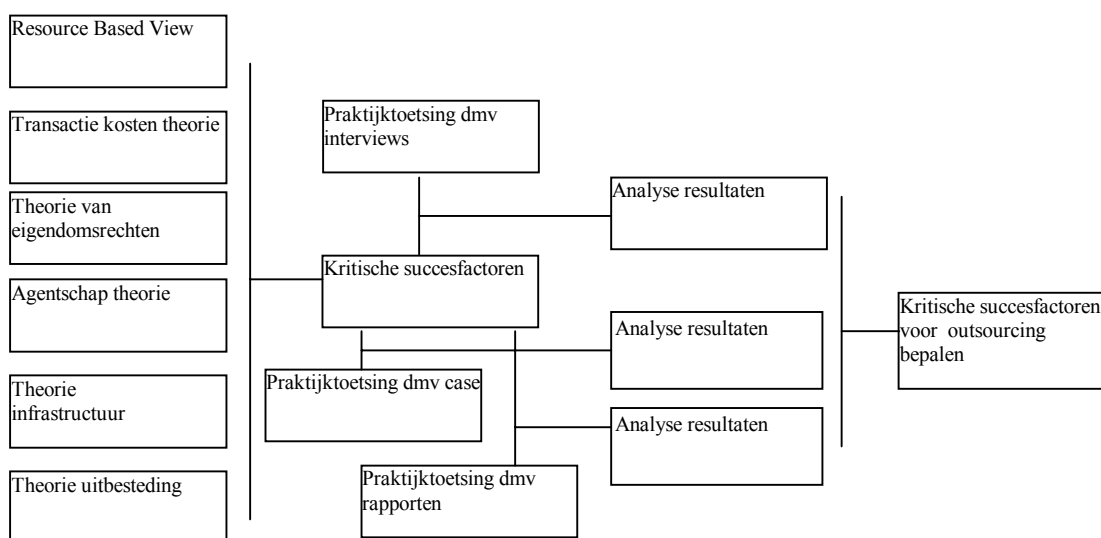 Resource Based View
Transactie kosten theorie
Theorie van
eigendomsrechten
Agentschap theorie
Theorie
infrastructuur
Theorie uitbesteding
Praktijktoetsing dmv
interviews
Kritische succesfactoren
Praktijktoetsing dmv case
Praktijktoetsing dmv
rapporten
Analyse resultaten
Analyse resultaten
Analyse resultaten
Kritische succesfactoren
voor outsourcing
bepalen